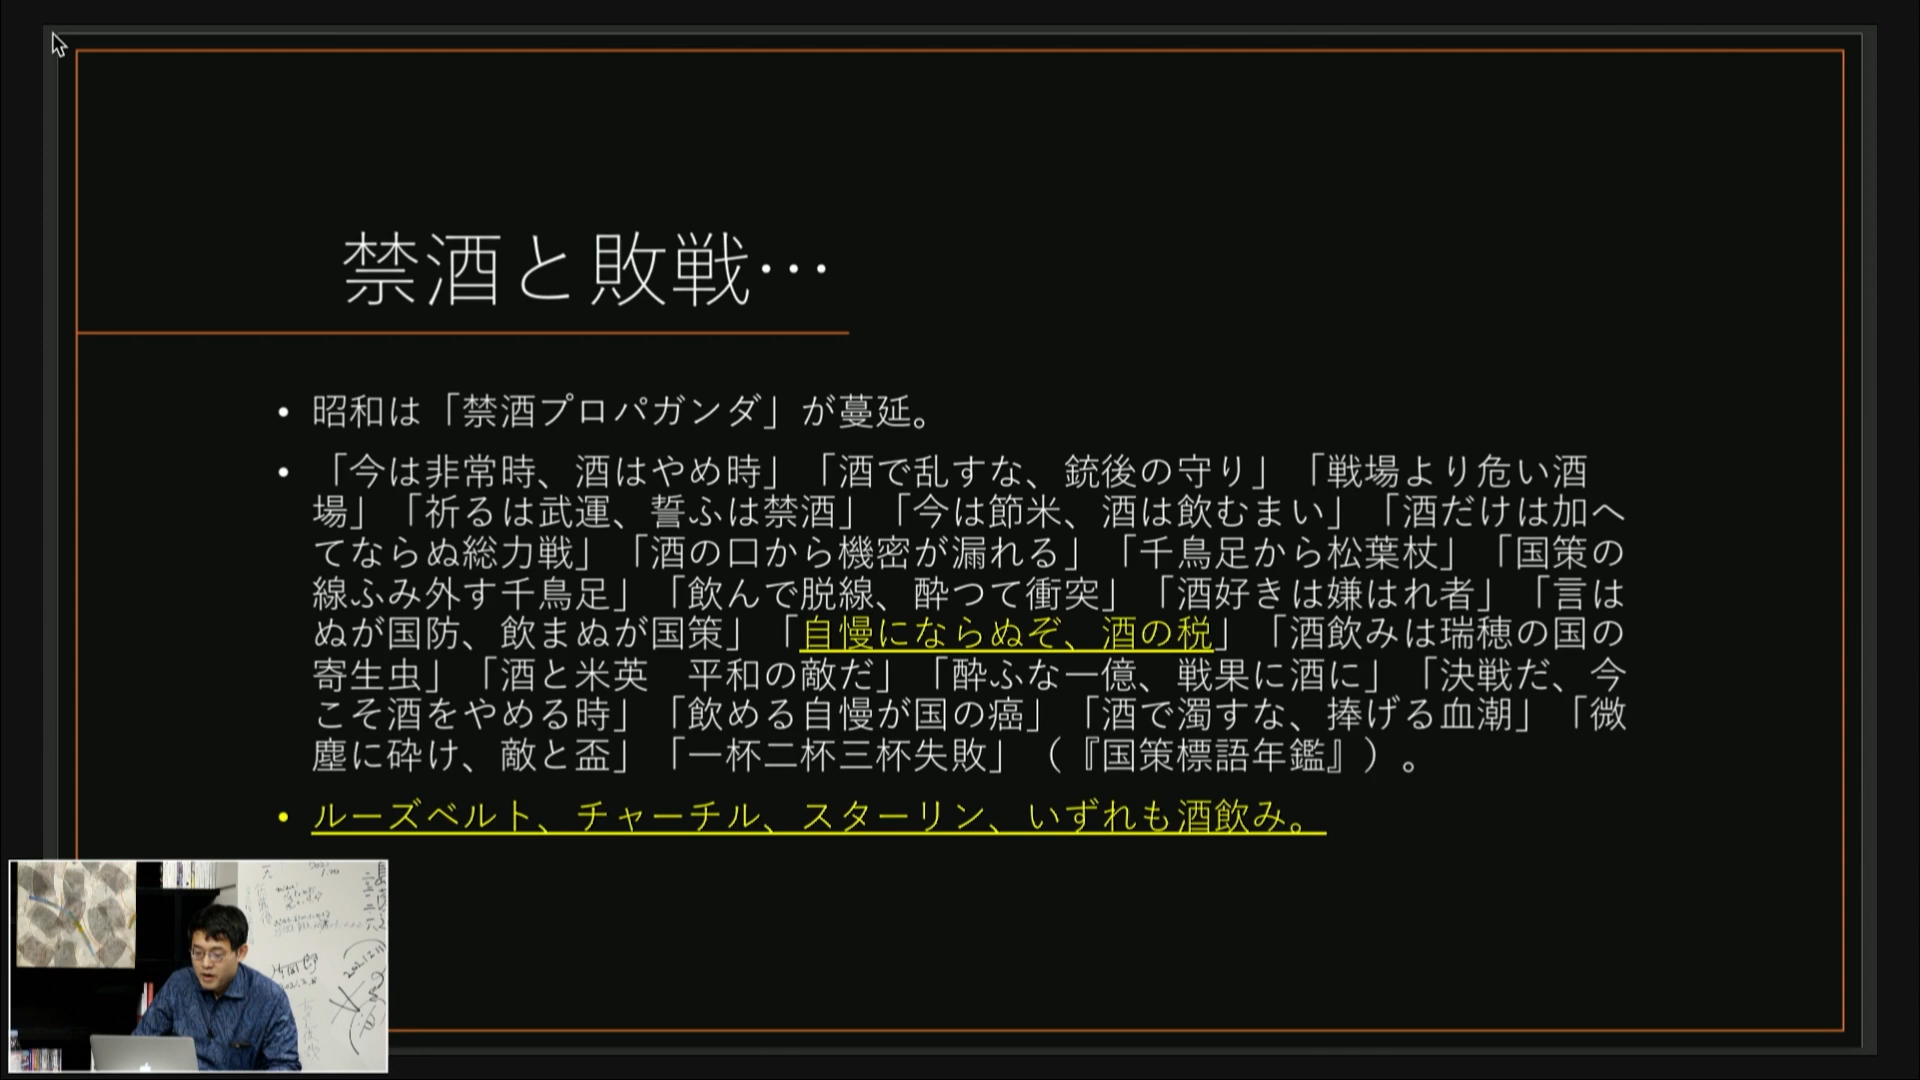 禁酒と敗戦…
• 昭和は「禁酒プロパガンダ」が蔓延。
• 「今は非常時、酒はやめ時」「酒で乱すな、銃後の守り」「戦場より危い酒
場」「祈るは武運、誓ふは禁酒」「今は節米、酒は飲むまい」「酒だけは加へ
てならぬ総力戦」「酒の口から機密が漏れる」「千鳥足から松葉杖」「国策の
線ふみ外す千鳥足」「飲んで脱線、酔つて衝突」「酒好きは嫌はれ者」「言は
ぬが国防、飲まぬが国策」「自慢にならぬぞ、酒の税」「酒飲みは瑞穂の国の
寄生虫」「酒と米英　平和の敵だ」「酔ふな一億、戦果に酒に」「決戦だ、今
こそ酒をやめる時」「飲める自慢が国の癌」「酒で濁すな、捧げる血潮」「微
塵に砕け、敵と盃」「一杯二杯三杯失敗」（『国策標語年鑑』）。
• ルーズベルト、チャーチル、スターリン、いずれも酒飲み。